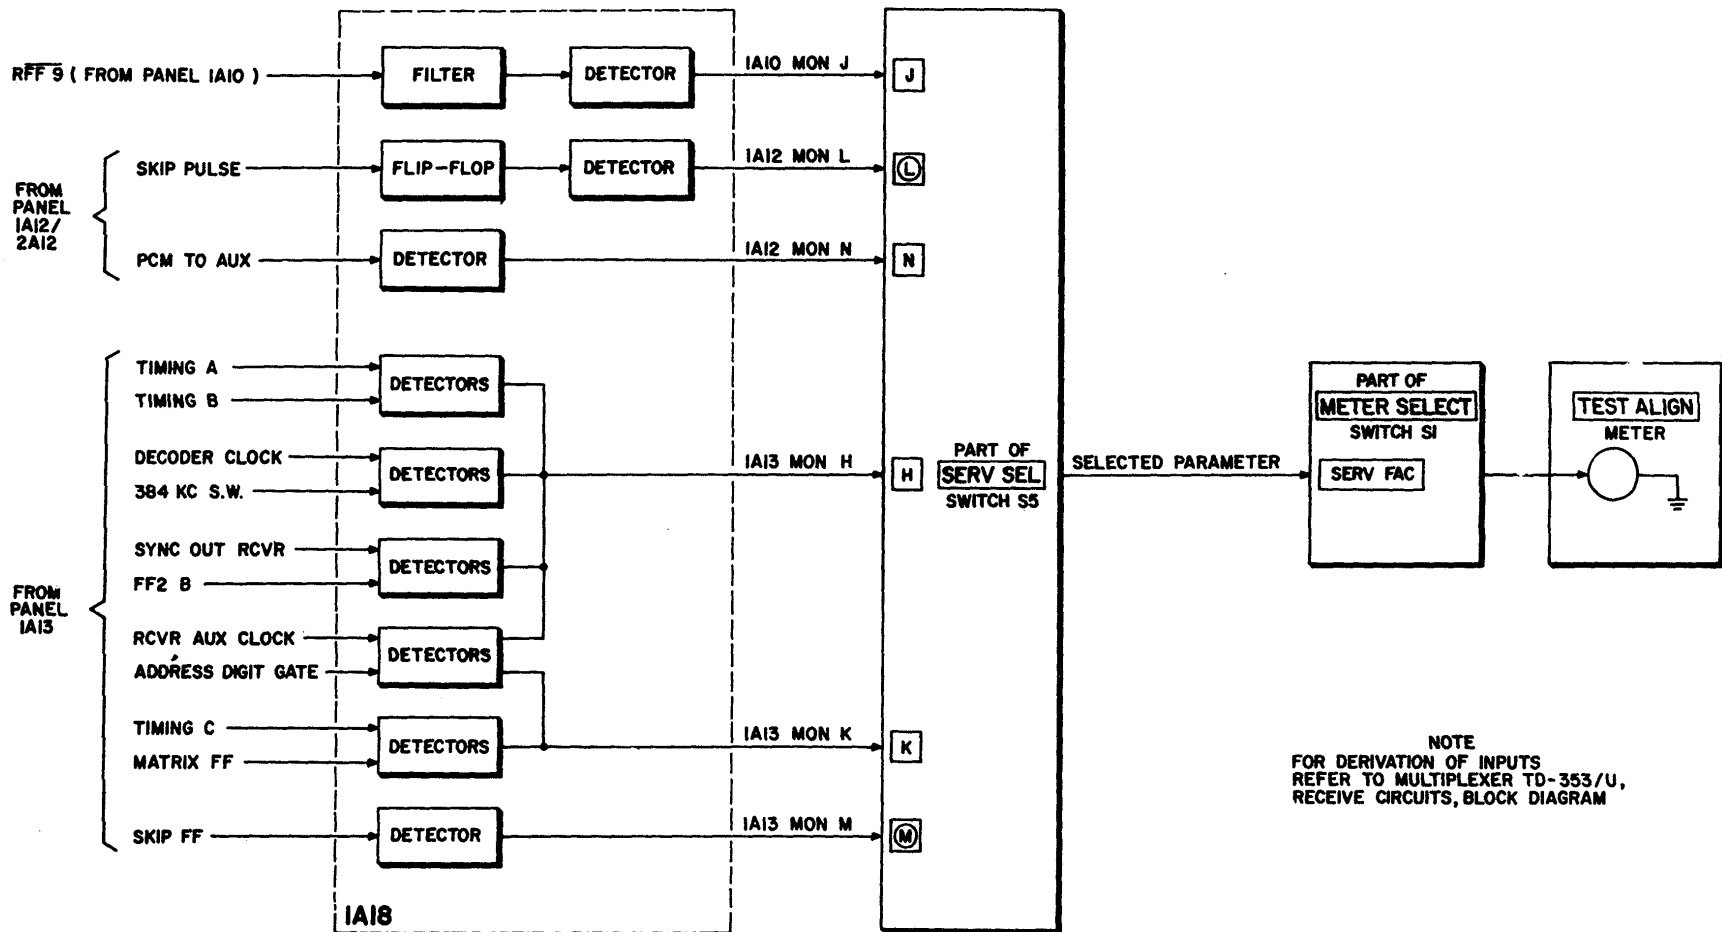 RF̅F̅ 9 ( FROM PANEL 1A10 )
FILTER
DETECTOR
1A10 MON J
J
FROM
PANEL
1A12/
2A12
SKIP PULSE
FLIP-FLOP
DETECTOR
1A12 MON L
L
PCM TO AUX
DETECTOR
1A12 MON N
N
FROM
PANEL
1A13
TIMING A
TIMING B
DETECTORS
DECODER CLOCK
384 KC S.W.
DETECTORS
1A13 MON H
H
SYNC OUT RCVR
FF2 B
DETECTORS
RCVR AUX CLOCK
ADDRESS DIGIT GATE
DETECTORS
TIMING C
MATRIX FF
DETECTORS
1A13 MON K
K
SKIP FF
DETECTOR
1A13 MON M
M
1A18
PART OF
SERV SEL
SWITCH S5
SELECTED PARAMETER
PART OF
METER SELECT
SWITCH S1
SERV FAC
TEST ALIGN
METER
NOTE
FOR DERIVATION OF INPUTS
REFER TO MULTIPLEXER TD-353/U,
RECEIVE CIRCUITS, BLOCK DIAGRAM